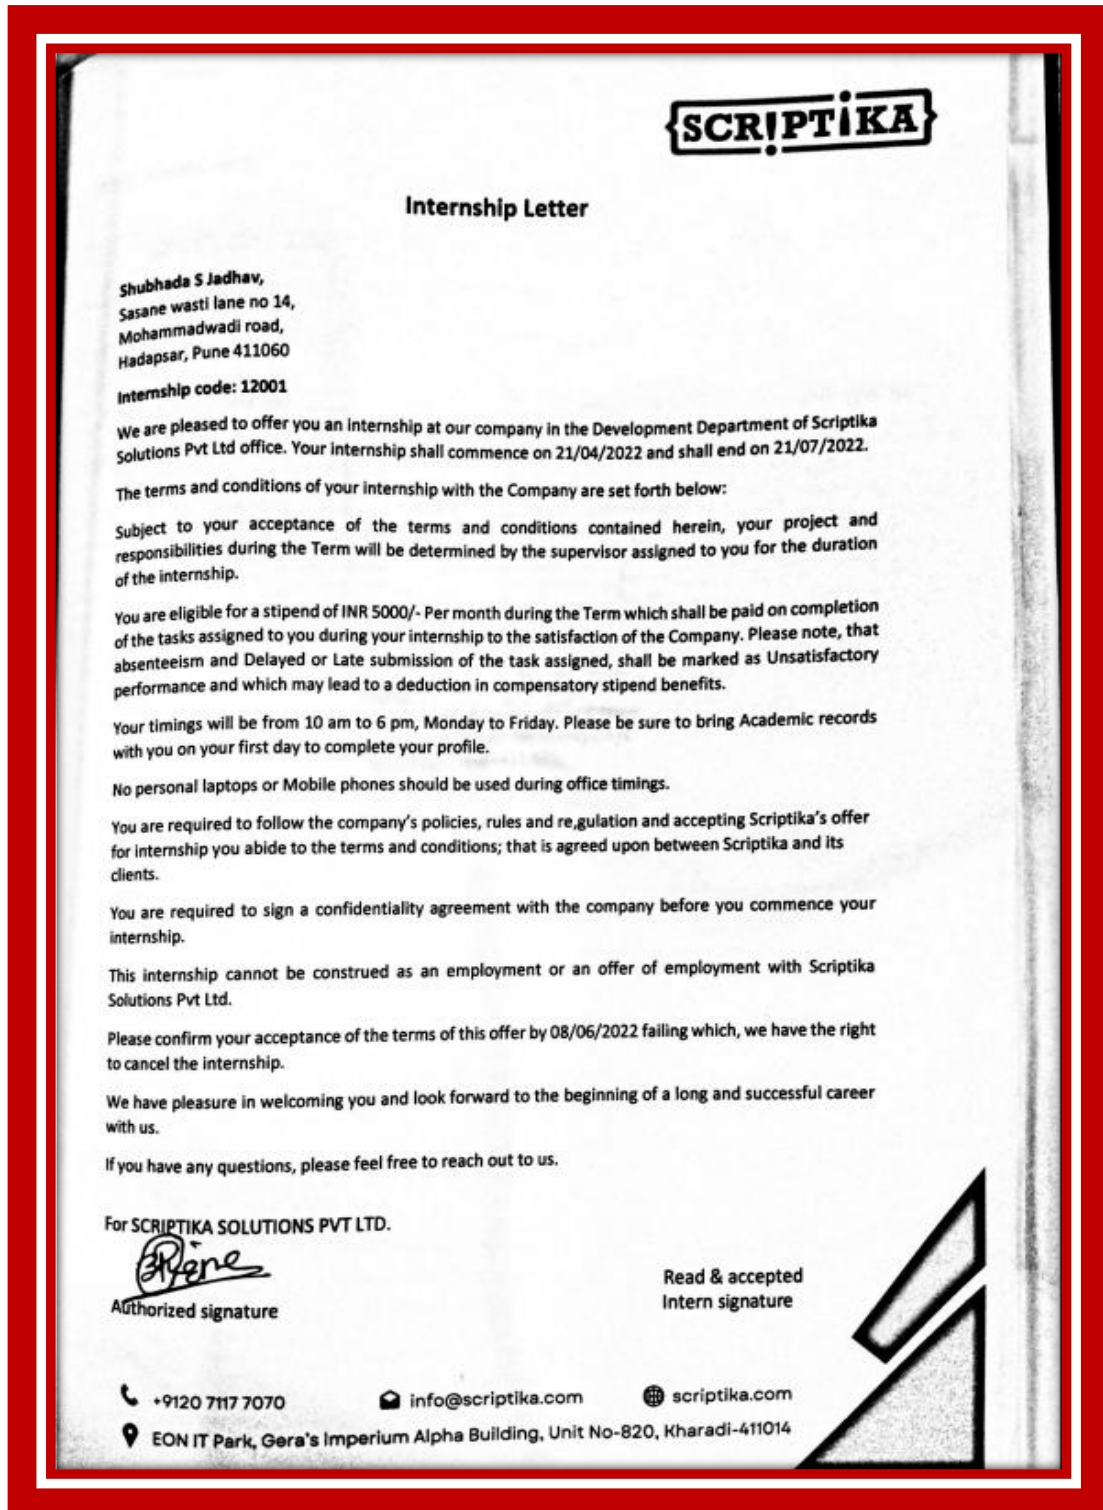 {SCRIPTIKA}
Internship Letter
Shubhada S Jadhav,
Sasane wasti lane no 14,
Mohammadwadi road,
Hadapsar, Pune 411060
Internship code: 12001
We are pleased to offer you an internship at our company in the Development Department of Scriptika
Solutions Pvt Ltd office. Your internship shall commence on 21/04/2022 and shall end on 21/07/2022.
The terms and conditions of your internship with the Company are set forth below:
Subject to your acceptance of the terms and conditions contained herein, your project and
responsibilities during the Term will be determined by the supervisor assigned to you for the duration
of the internship.
You are eligible for a stipend of INR 5000/- Per month during the Term which shall be paid on completion
of the tasks assigned to you during your internship to the satisfaction of the Company. Please note, that
absenteeism and Delayed or Late submission of the task assigned, shall be marked as Unsatisfactory
performance and which may lead to a deduction in compensatory stipend benefits.
Your timings will be from 10 am to 6 pm, Monday to Friday. Please be sure to bring Academic records
with you on your first day to complete your profile.
No personal laptops or Mobile phones should be used during office timings.
You are required to follow the company's policies, rules and re,gulation and accepting Scriptika's offer
for internship you abide to the terms and conditions; that is agreed upon between Scriptika and its
clients.
You are required to sign a confidentiality agreement with the company before you commence your
internship.
This internship cannot be construed as an employment or an offer of employment with Scriptika
Solutions Pvt Ltd.
Please confirm your acceptance of the terms of this offer by 08/06/2022 failing which, we have the right
to cancel the internship.
We have pleasure in welcoming you and look forward to the beginning of a long and successful career
with us.
If you have any questions, please feel free to reach out to us.
For SCRIPTIKA SOLUTIONS PVT LTD.
Authorized signature
Read & accepted
Intern signature
+9120 7117 7070 info@scriptika.com scriptika.com
EON IT Park, Gera's Imperium Alpha Building, Unit No-820, Kharadi-411014